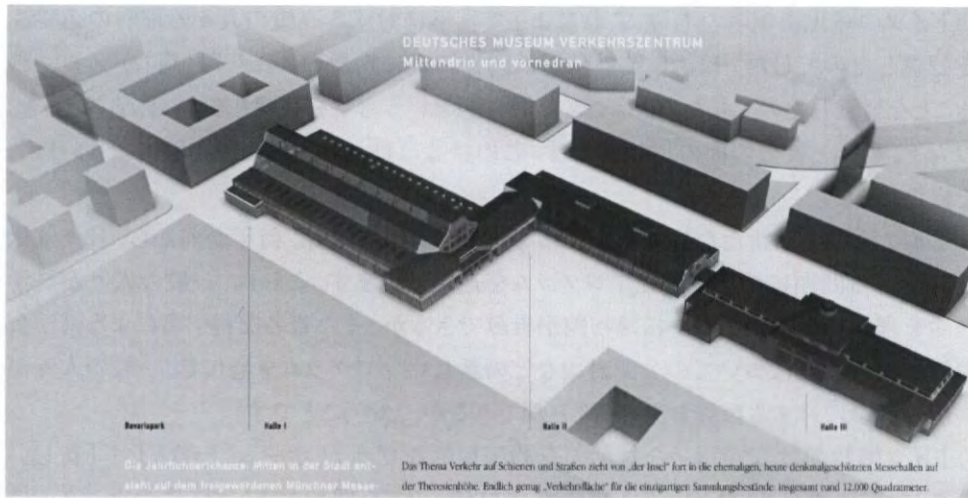 DEUTSCHES MUSEUM VERKEHRSZENTRUM
Mittendrin und vornedran
Bavariapark
Halle I
Halle II
Halle III
Die Jahrhundertchance: Mitten in der Stadt ent-
steht auf dem freigewordenen Münchner Messe-
Das Thema Verkehr auf Schienen und Straßen zieht von „der Insel“ fort in die ehemaligen, heute denkmalgeschützten Messehallen auf
der Theresienhöhe. Endlich genug „Verkehrsfläche“ für die einzigartigen Sammlungsbestände: insgesamt rund 12.000 Quadratmeter.